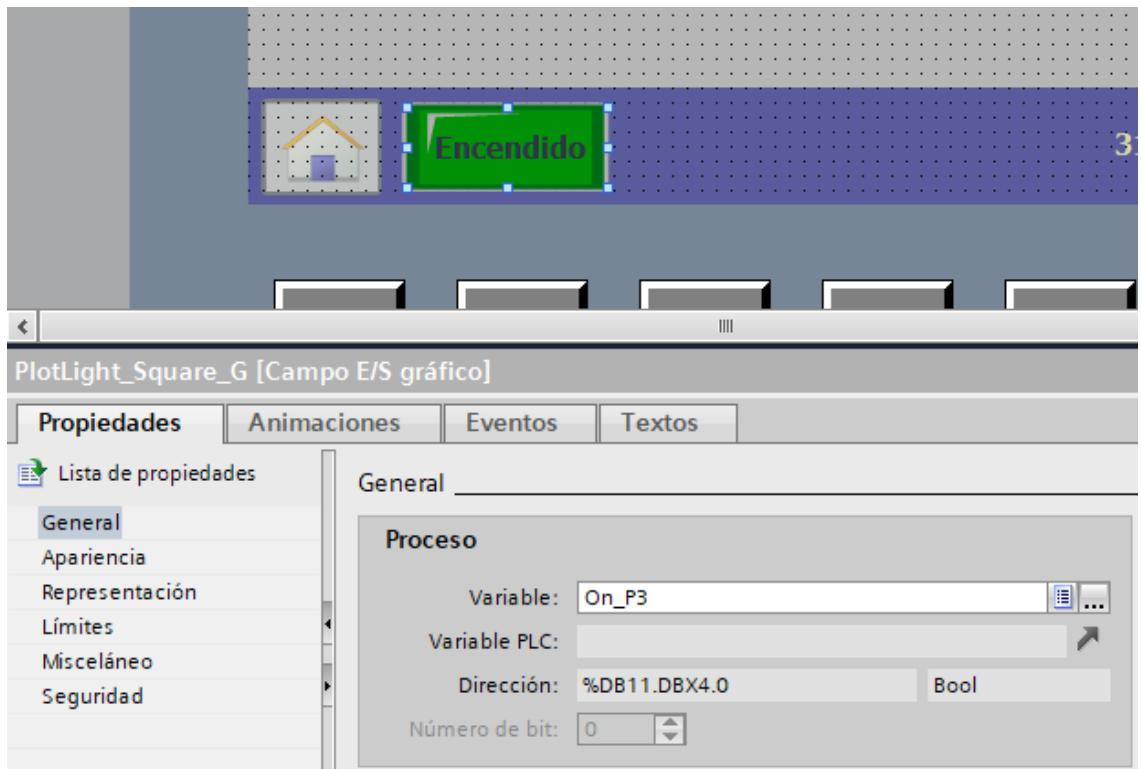 Encendido
PlotLight_Square_G [Campo E/S gráfico]
Propiedades Animaciones Eventos Textos
Lista de propiedades
General
Apariencia
Representación
Límites
Misceláneo
Seguridad
General
Proceso
Variable: On_P3 ...
Variable PLC:
Dirección: %DB11.DBX4.0 Bool
Número de bit: 0